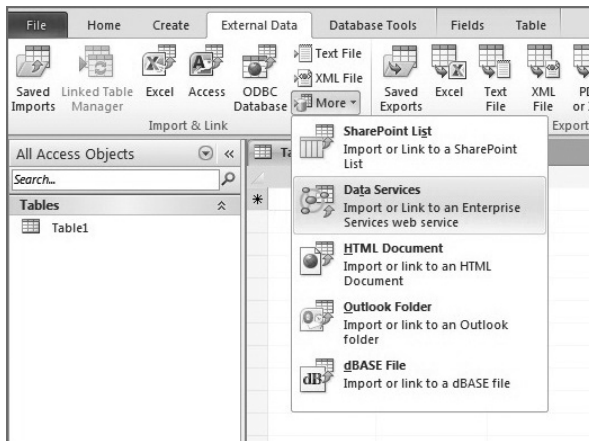 File Home Create External Data Database Tools Fields Table
Saved Imports
Linked Table Manager
Excel
Access
ODBC Database
Text File
XML File
More
Saved Exports
Excel
Text File
XML File
Import & Link
Export
All Access Objects
Search...
Tables
Table1
SharePoint List
Import or Link to a SharePoint
List
Data Services
Import or Link to an Enterprise
Services web service
HTML Document
Import or link to an HTML
Document
Outlook Folder
Import or link to an Outlook
folder
dBASE File
Import or link to a dBASE file
dB